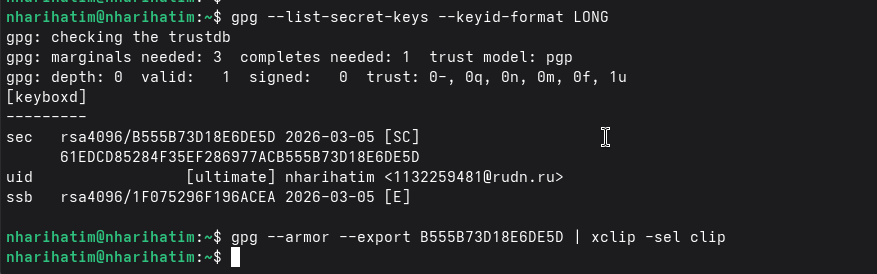 nharihatim@nharihatim:~$ gpg --list-secret-keys --keyid-format LONG
gpg: checking the trustdb
gpg: marginals needed: 3  completes needed: 1  trust model: pgp
gpg: depth: 0  valid:   1  signed:   0  trust: 0-, 0q, 0n, 0m, 0f, 1u
[keyboxd]
---------
sec   rsa4096/B555B73D18E6DE5D 2026-03-05 [SC]
      61EDCD85284F35EF286977ACB555B73D18E6DE5D
uid                 [ultimate] nharihatim <1132259481@rudn.ru>
ssb   rsa4096/1F075296F196ACEA 2026-03-05 [E]
nharihatim@nharihatim:~$ gpg --armor --export B555B73D18E6DE5D | xclip -sel clip
nharihatim@nharihatim:~$